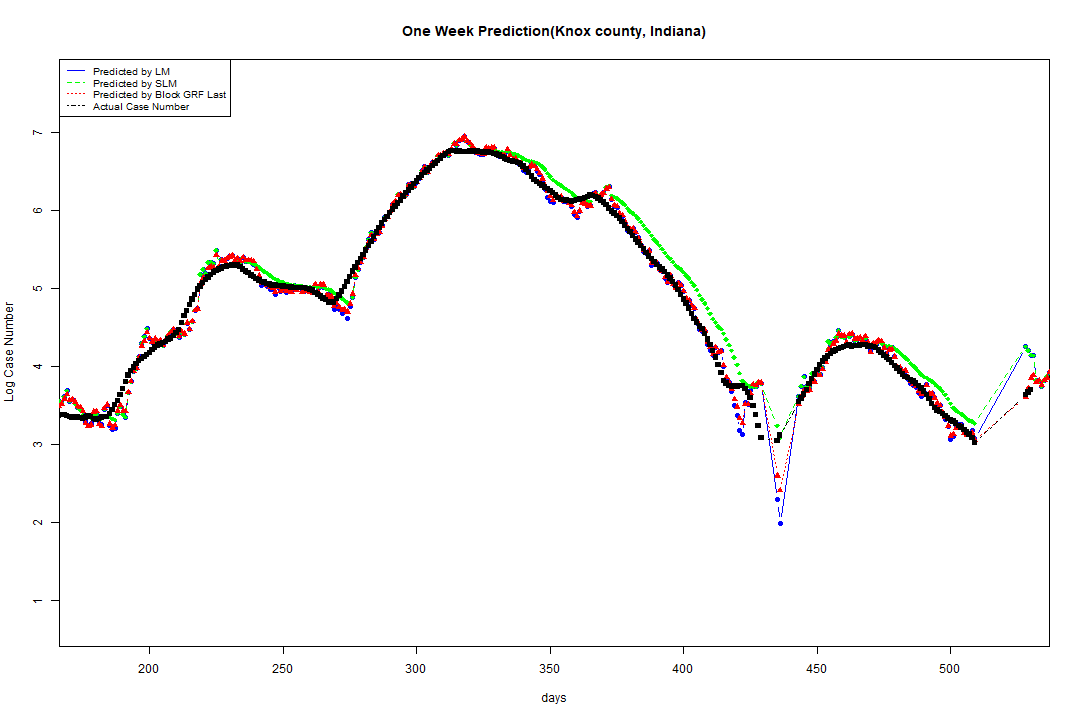 One Week Prediction(Knox county, Indiana)
Predicted by LM
Predicted by SLM
Predicted by Block GRF Last
Actual Case Number
Log Case Number
7
6
5
4
3
2
1
200 250 300 350 400 450 500
days